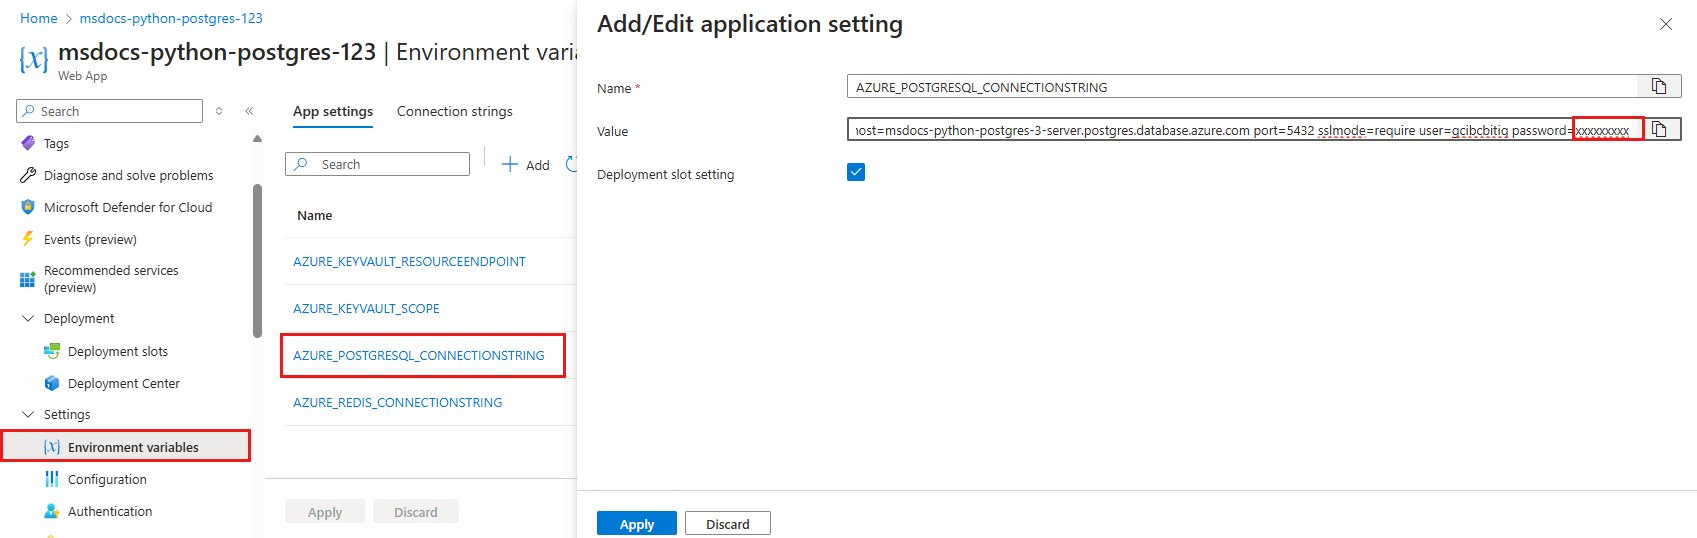 Home > msdocs-python-postgres-123
msdocs-python-postgres-123 | Environment varia
Web App
Search
Tags
Diagnose and solve problems
Microsoft Defender for Cloud
Events (preview)
Recommended services
(preview)
Deployment
Deployment slots
Deployment Center
Settings
Environment variables
Configuration
Authentication
App settings Connection strings
Search
Add
Name
AZURE_KEYVAULT_RESOURCEENDPOINT
AZURE_KEYVAULT_SCOPE
AZURE_POSTGRESQL_CONNECTIONSTRING
AZURE_REDIS_CONNECTIONSTRING
Apply Discard
Add/Edit application setting
Name *
AZURE_POSTGRESQL_CONNECTIONSTRING
Value
host=msdocs-python-postgres-3-server.postgres.database.azure.com port=5432 sslmode=require user=gcibcbitiq password=xxxxxxxxx
Deployment slot setting
Apply Discard